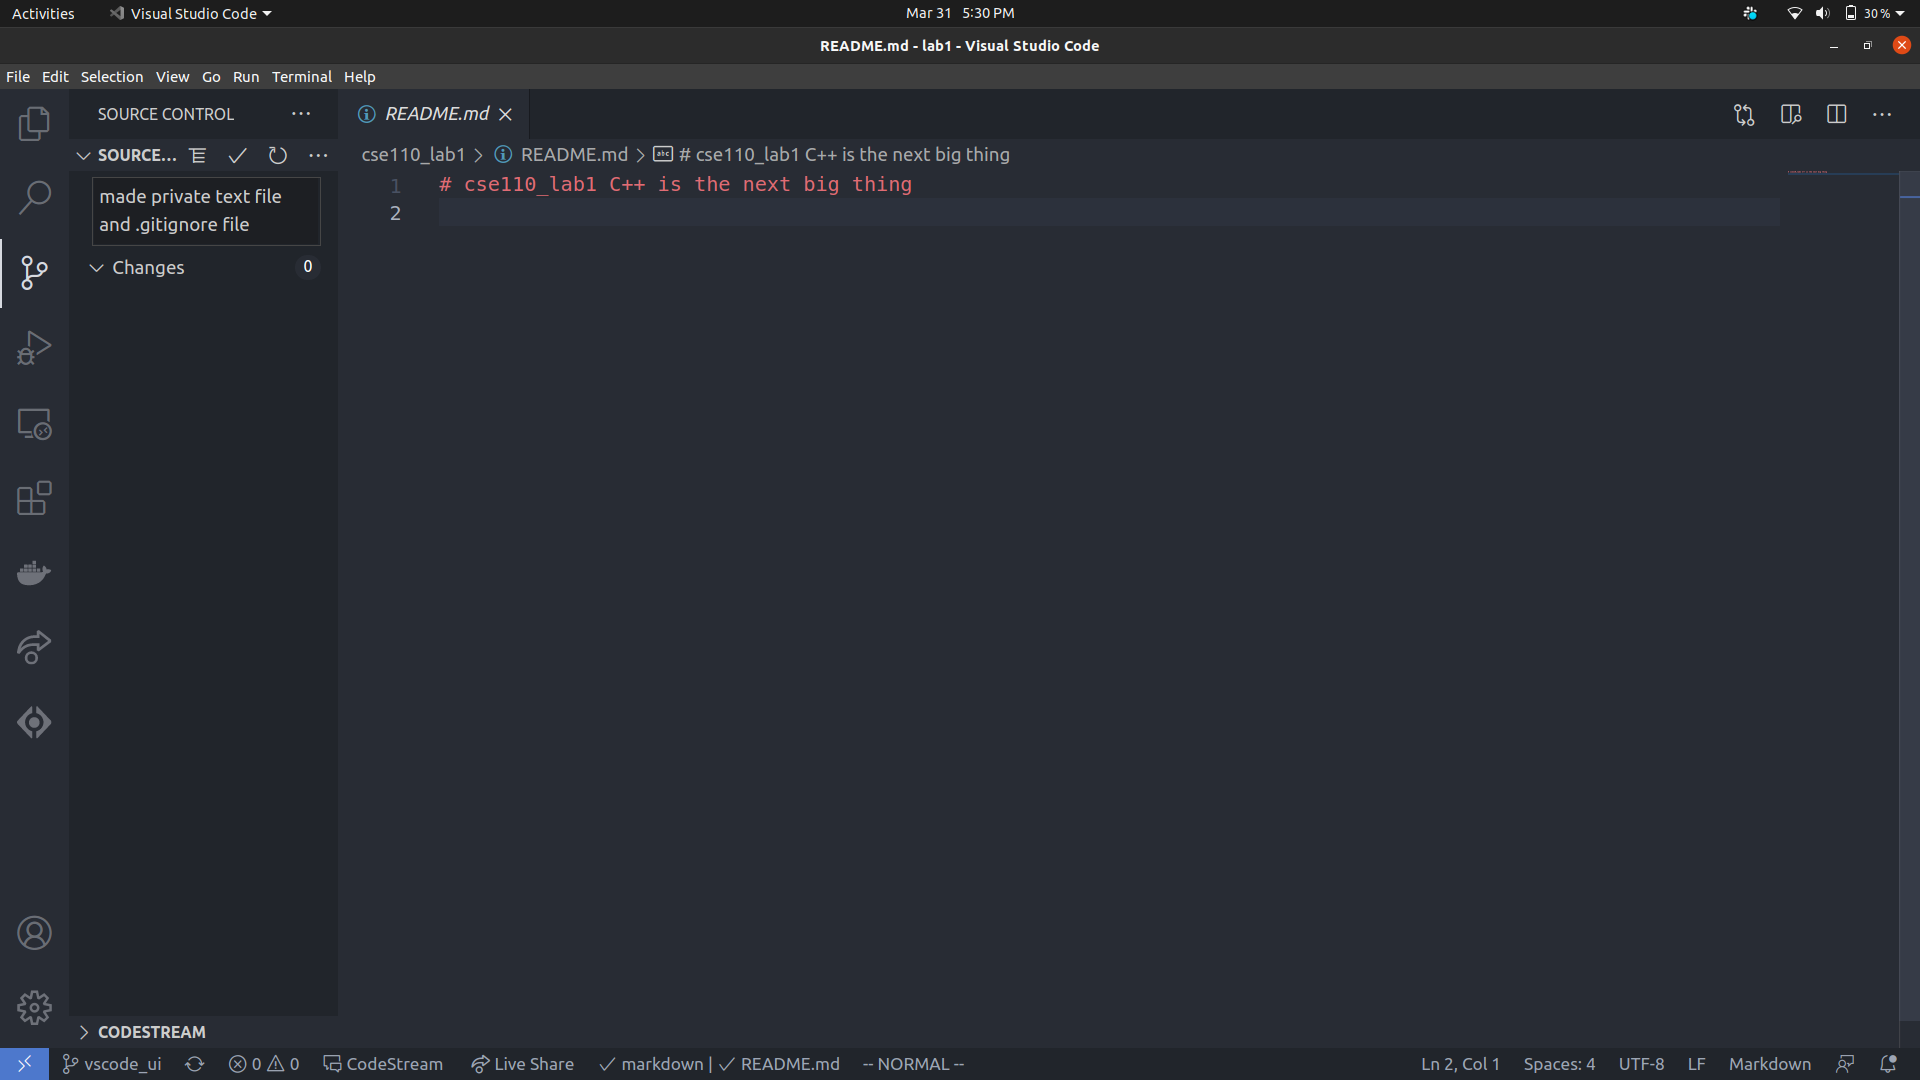 Activities
Visual Studio Code
Mar 31 5:30 PM
30 %
README.md - lab1 - Visual Studio Code
File Edit Selection View Go Run Terminal Help
SOURCE CONTROL
README.md
SOURCE...
cse110_lab1 > README.md > # cse110_lab1 C++ is the next big thing
made private text file
and .gitignore file
Changes 0
1 # cse110_lab1 C++ is the next big thing
2
CODESTREAM
vscode_ui 0 0 CodeStream Live Share markdown | README.md -- NORMAL --
Ln 2, Col 1 Spaces: 4 UTF-8 LF Markdown